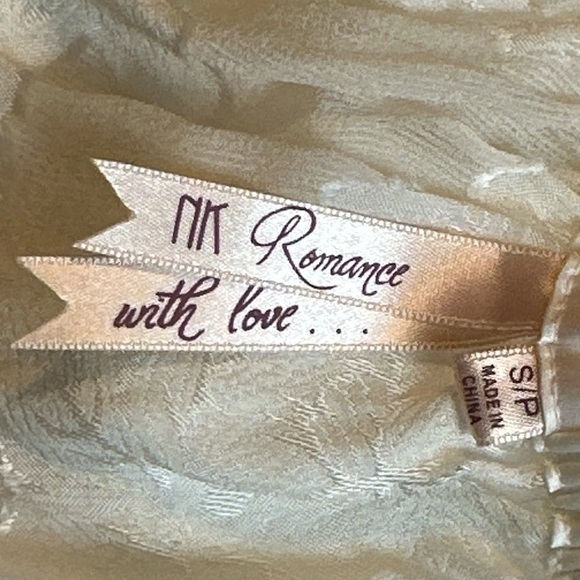 NK Romance
with love...
S/P
MADE IN
CHINA